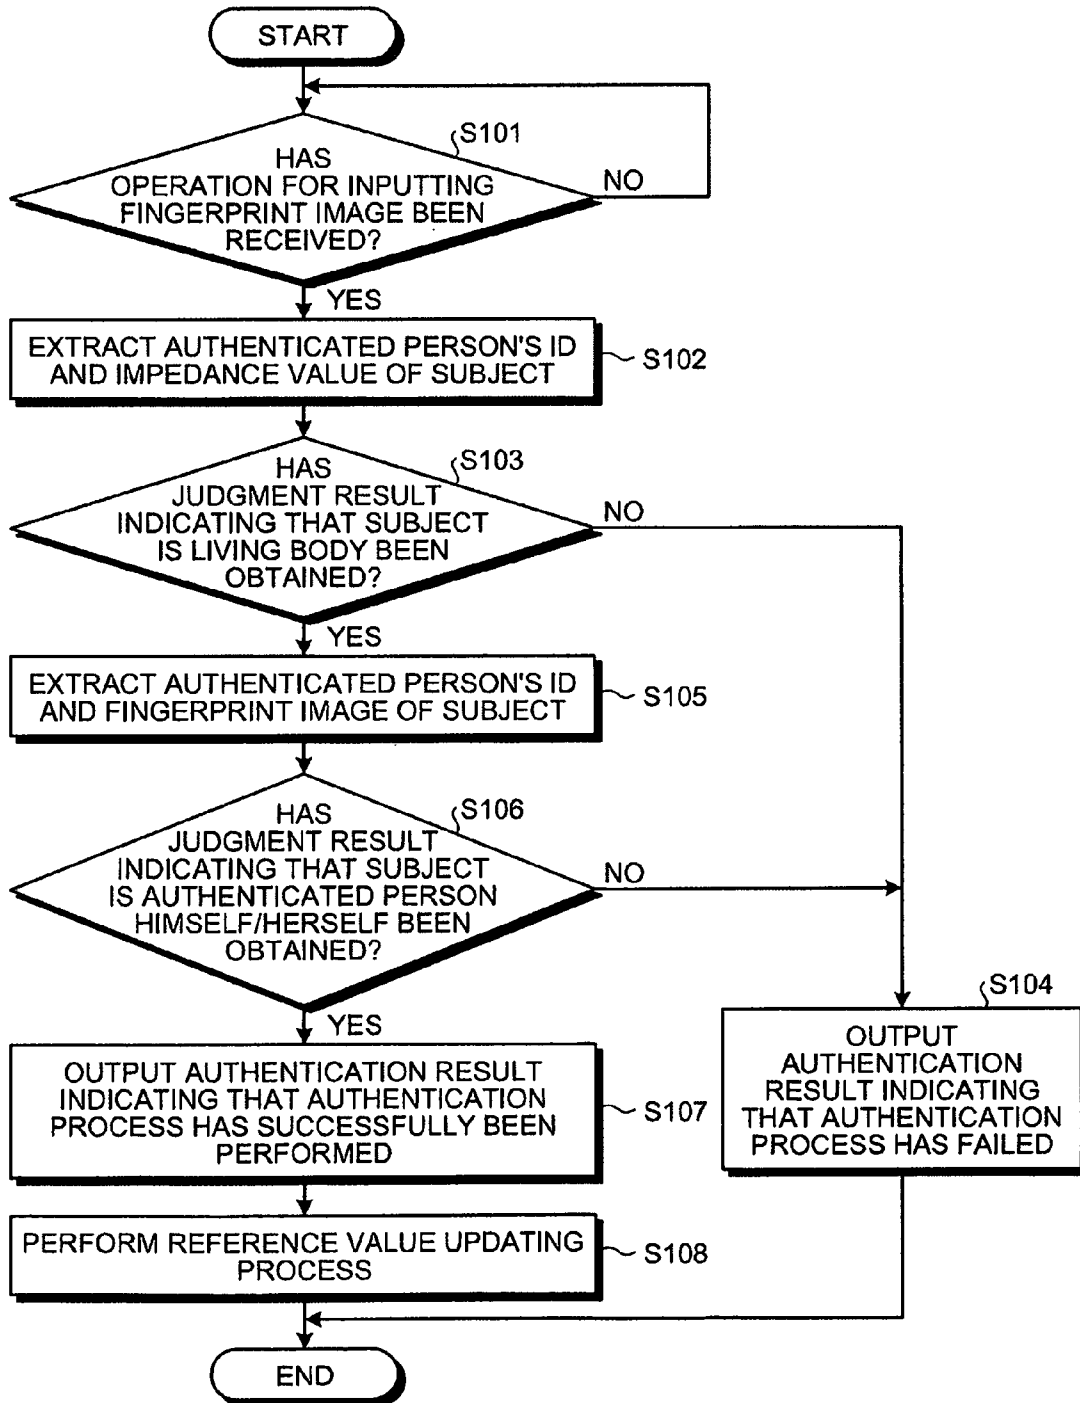 START
S101
HAS
OPERATION FOR INPUTTING
FINGERPRINT IMAGE BEEN
RECEIVED?
NO
YES
EXTRACT AUTHENTICATED PERSON'S ID
AND IMPEDANCE VALUE OF SUBJECT
S102
S103
HAS
JUDGMENT RESULT
INDICATING THAT SUBJECT
IS LIVING BODY BEEN
OBTAINED?
NO
YES
EXTRACT AUTHENTICATED PERSON'S ID
AND FINGERPRINT IMAGE OF SUBJECT
S105
S106
HAS
JUDGMENT RESULT
INDICATING THAT SUBJECT
IS AUTHENTICATED PERSON
HIMSELF/HERSELF BEEN
OBTAINED?
NO
YES
S104
OUTPUT
AUTHENTICATION
RESULT INDICATING
THAT AUTHENTICATION
PROCESS HAS FAILED
OUTPUT AUTHENTICATION RESULT
INDICATING THAT AUTHENTICATION
PROCESS HAS SUCCESSFULLY BEEN
PERFORMED
S107
PERFORM REFERENCE VALUE UPDATING
PROCESS
S108
END